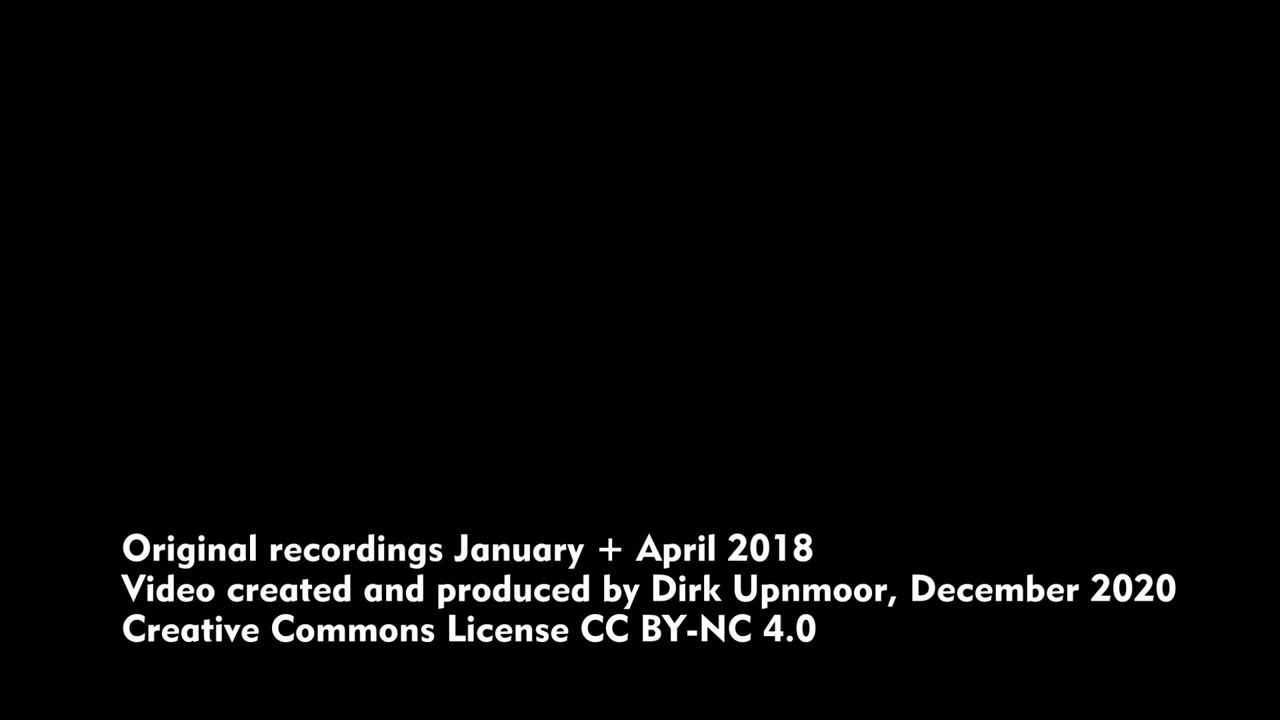 Original recordings January + April 2018
Video created and produced by Dirk Upnmoor, December 2020
Creative Commons License CC BY-NC 4.0